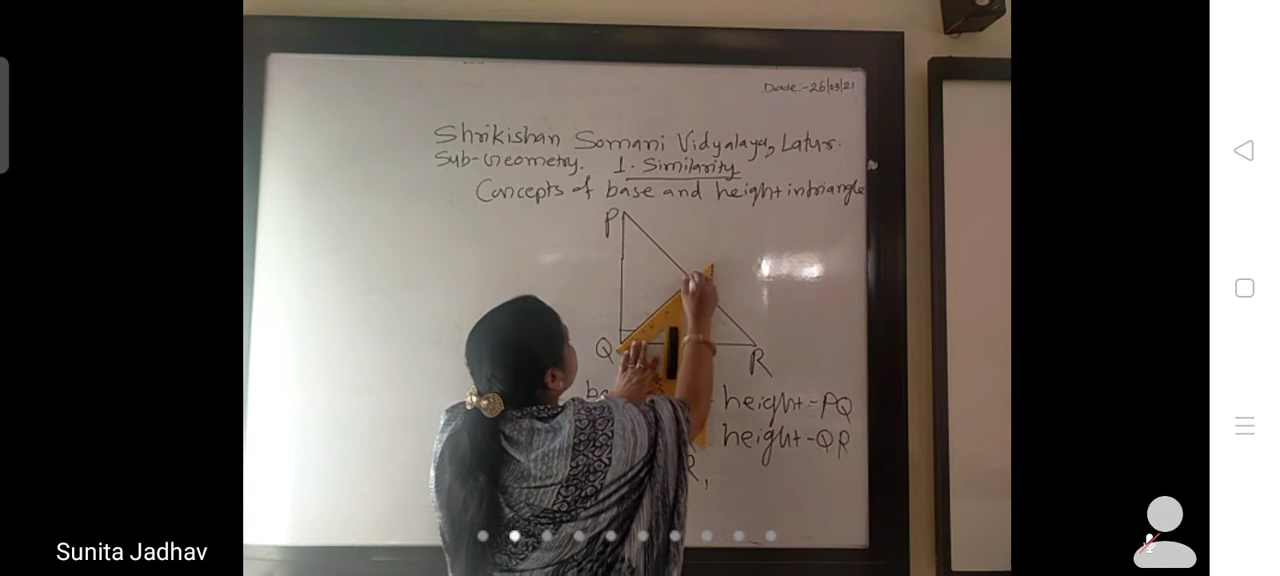 Date:-26/03/21
Shrikishan Somani Vidyalaya, Latur.
Sub-Geometry. 1. Similarity
Concepts of base and height in triangle
P
Q
R
height-PQ
height-QR
R,
Sunita Jadhav